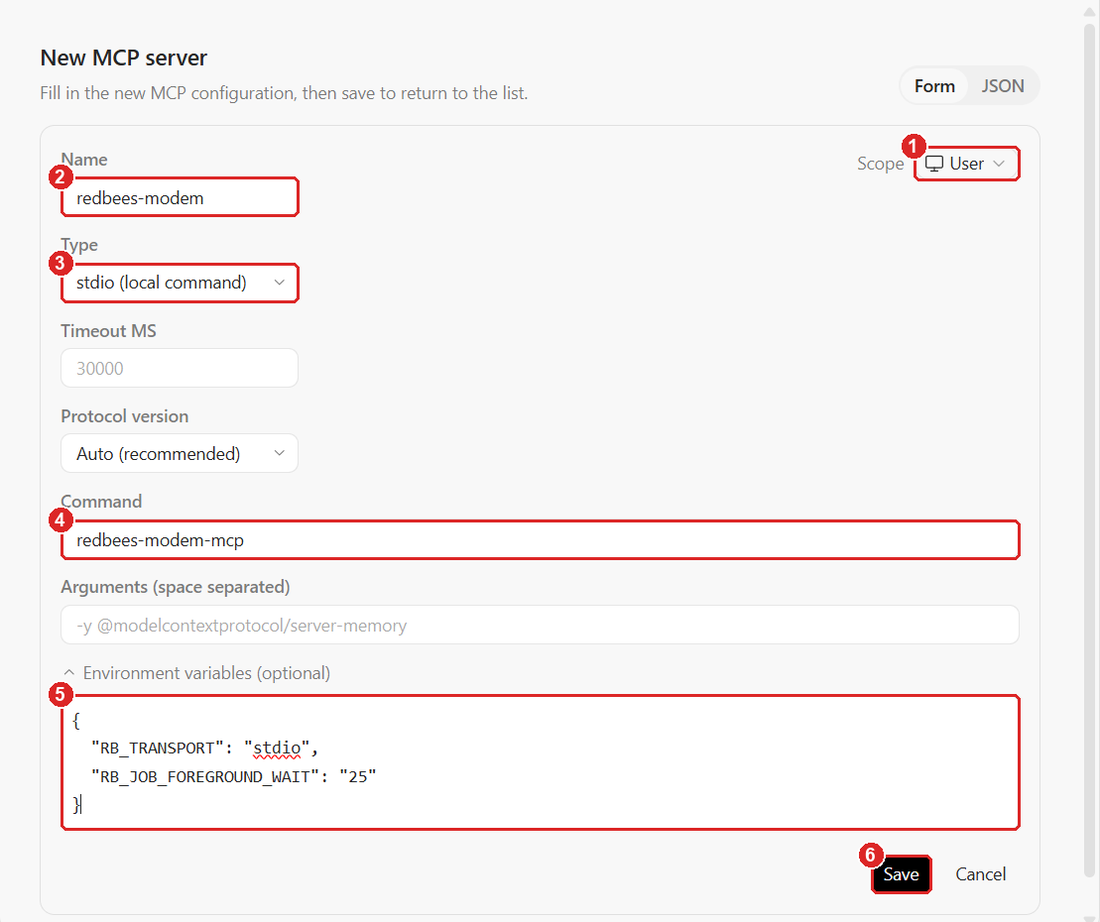 New MCP server
Fill in the new MCP configuration, then save to return to the list.
Form JSON
Name
Scope 1 User
2 redbees-modem
Type
3 stdio (local command)
Timeout MS
30000
Protocol version
Auto (recommended)
Command
4 redbees-modem-mcp
Arguments (space separated)
-y @modelcontextprotocol/server-memory
Environment variables (optional)
5
{
"RB_TRANSPORT": "stdio",
"RB_JOB_FOREGROUND_WAIT": "25"
}
6 Save Cancel